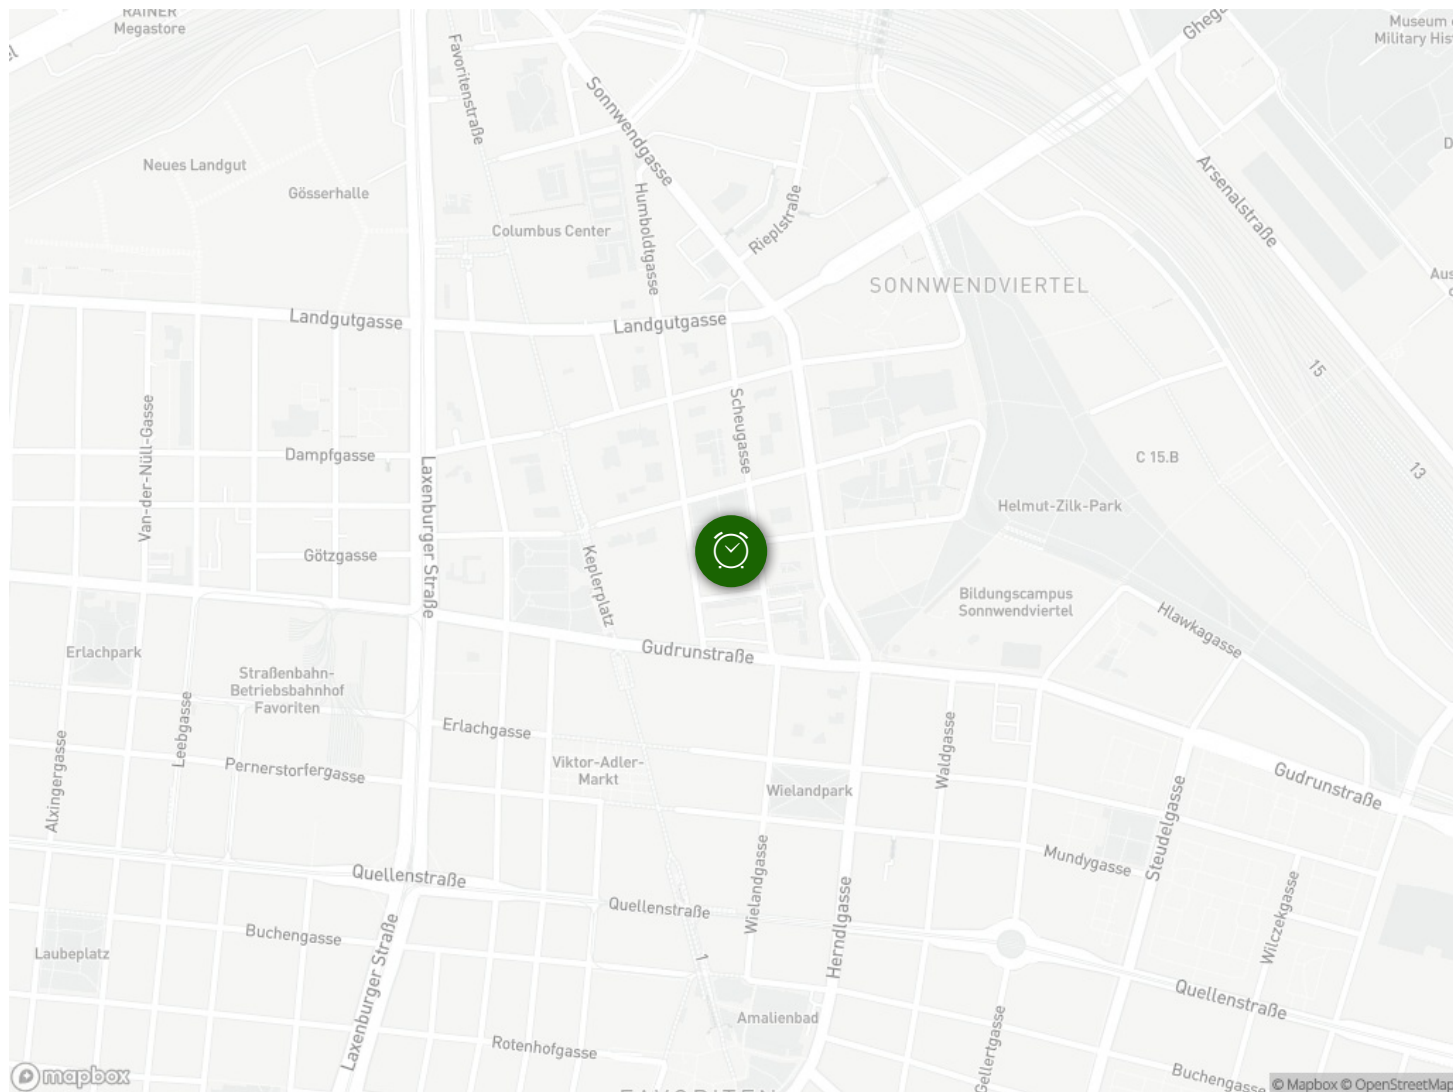 RAINER
Megastore
Museum
Military
Favoritenstraße
Sonnwendgasse
Arsenalstraße
Neues Landgut
Gösserhalle
Columbus Center
Humboldtgasse
Rieplstraße
SONNWENDVIERTEL
Landgutgasse
Landgutgasse
15
Scheugasse
Van-der-Nüll-Gasse
Dampfgasse
Laxenburger Straße
C 15.B
13
Helmut-Zilk-Park
Götzgasse
Keplerplatz
Bildungscampus
Sonnwendviertel
Hlawkagasse
Erlachpark
Gudrunstraße
Straßenbahn-
Betriebsbahnhof
Favoriten
Leebgasse
Erlachgasse
Waldgasse
Alxingergasse
Pernerstorfergasse
Viktor-Adler-
Markt
Wielandpark
Gudrunstraße
Steudelgasse
Mundygasse
Quellenstraße
Wielandgasse
Herndlgasse
Quellenstraße
Wilczekgasse
Buchengasse
Laubeplatz
Laxenburger Straße
1
Quellenstraße
Amalienbad
Gellertgasse
Rotenhofgasse
Buchengasse
FAVORITEN
mapbox
© Mapbox © OpenStreetMap